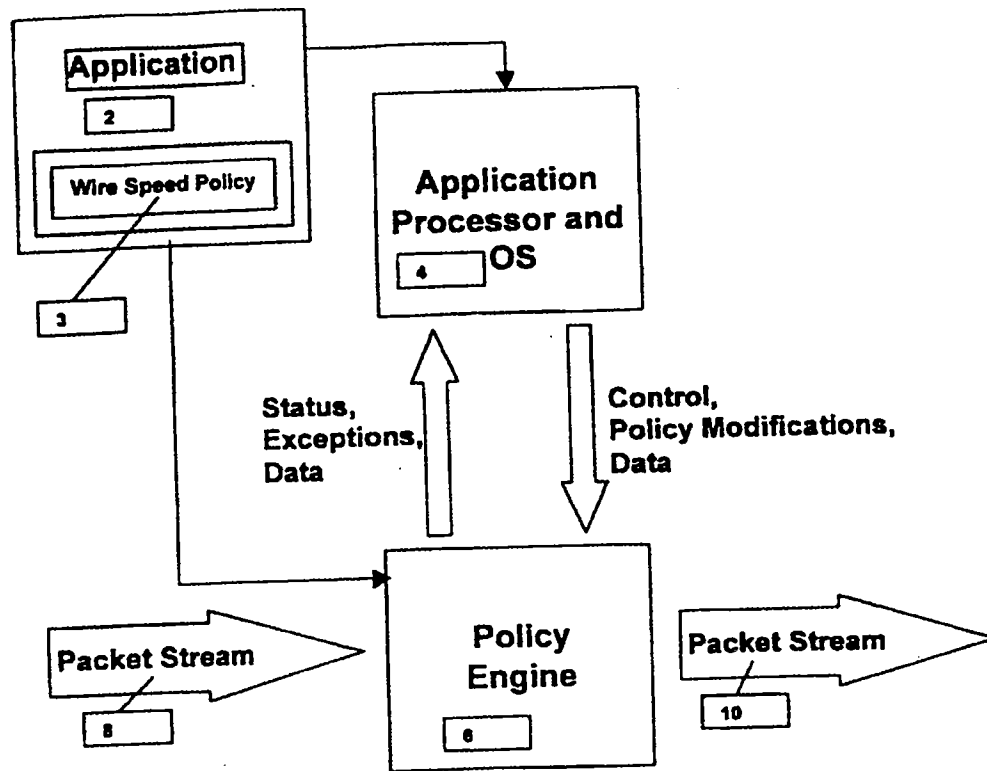 Application
2
Wire Speed Policy
3
Application
Processor and
OS
4
Status,
Exceptions,
Data
Control,
Policy Modifications,
Data
Packet Stream
8
Policy
Engine
6
Packet Stream
10